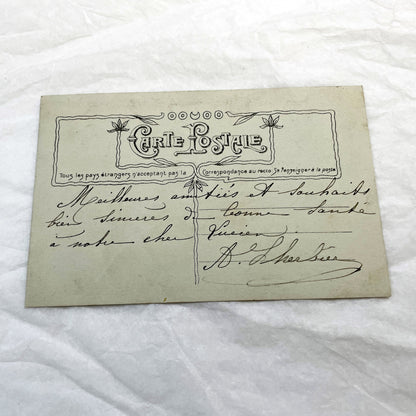 CARTE POSTALE
Tous les pays étrangers n'acceptant pas la Correspondance au recto. Se renseigner à la poste
Meilleures amitiés et souhaits
bien sincères de bonne santé
à notre cher Lucien